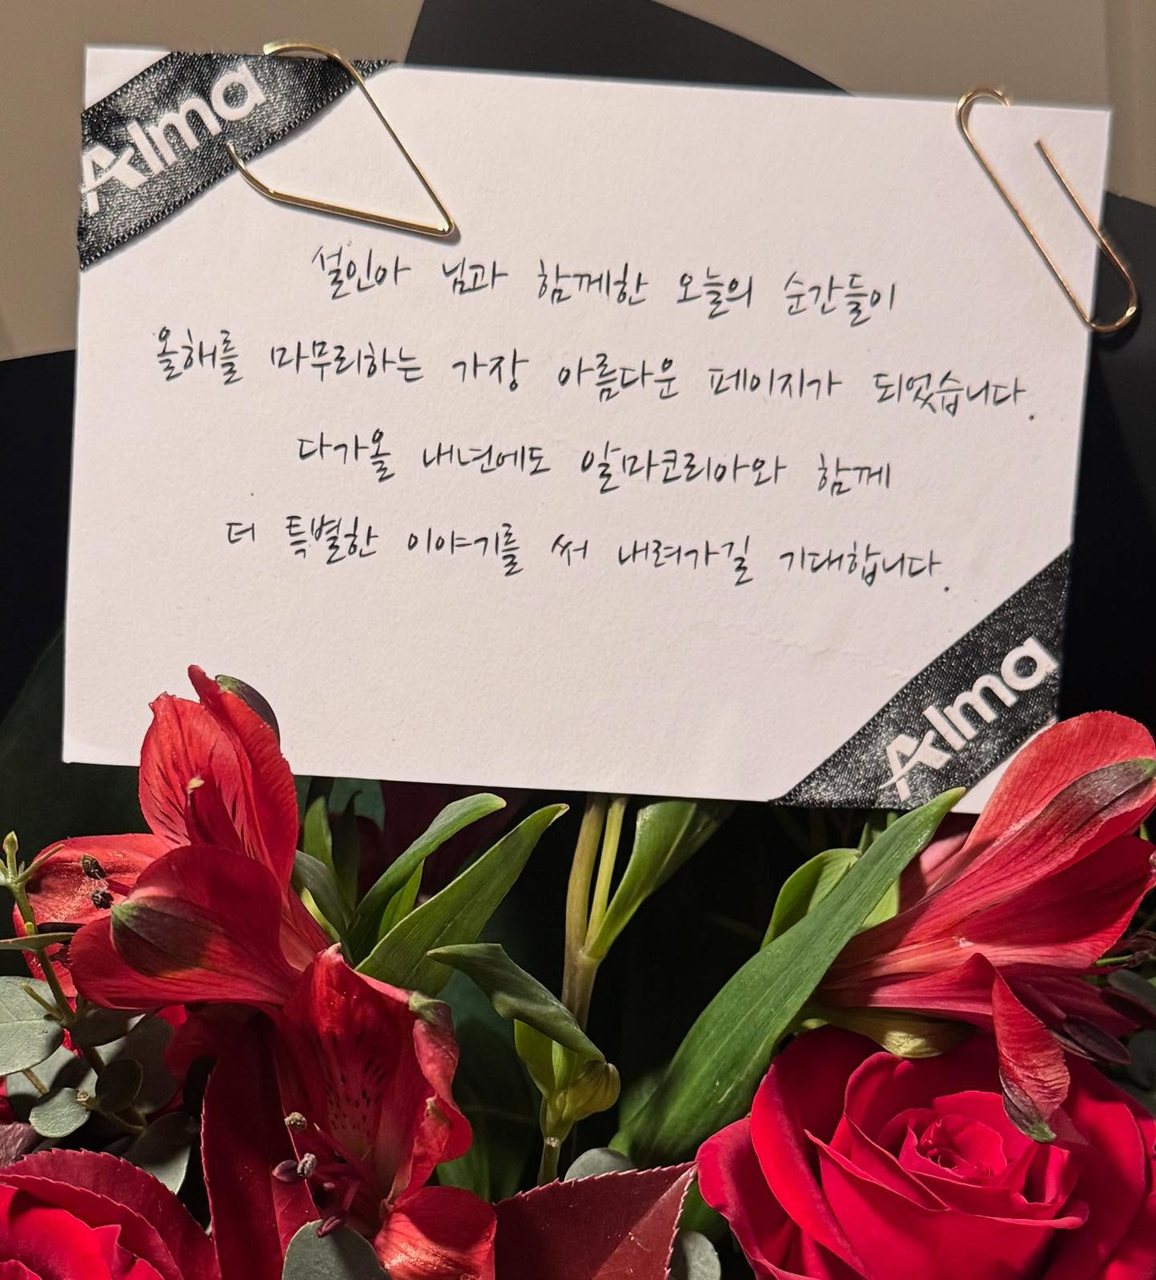 Alma
설인아 님과 함께한 오늘의 순간들이
올해를 마무리하는 가장 아름다운 페이지가 되었습니다.
다가올 내년에도 알마코리아와 함께
더 특별한 이야기를 써 내려가길 기대합니다.
Alma